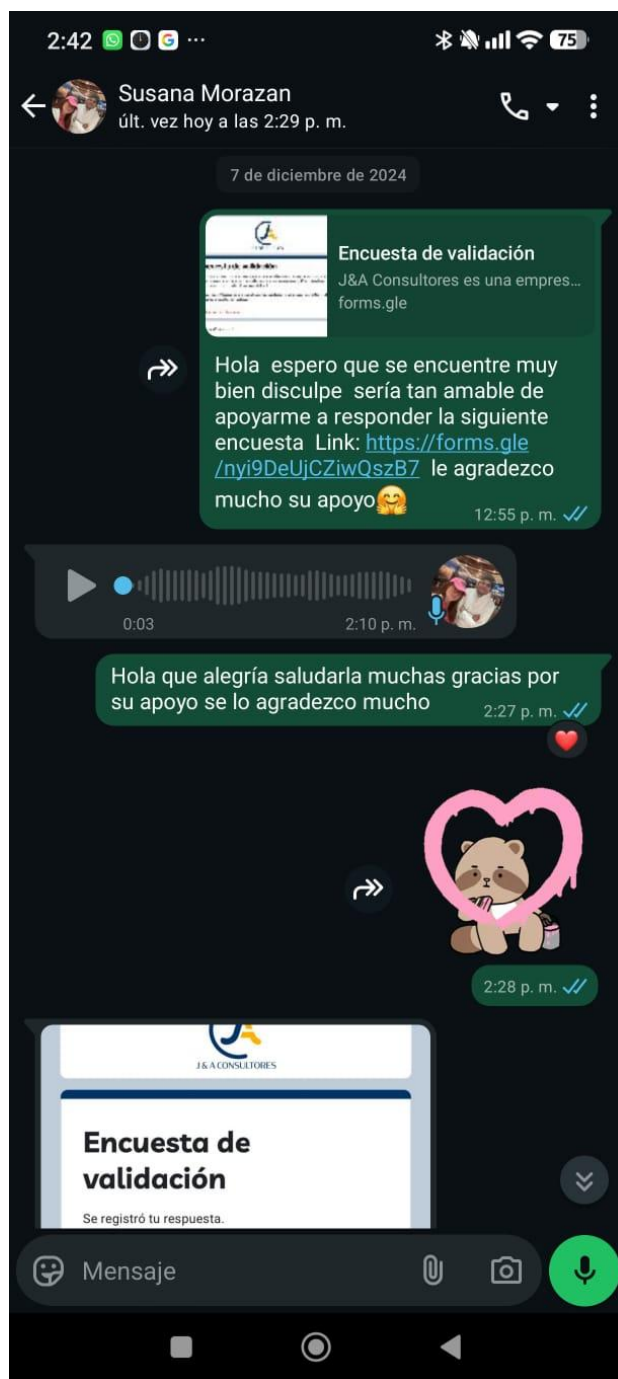 2:42
75
Susana Morazan
últ. vez hoy a las 2:29 p. m.
7 de diciembre de 2024
Encuesta de validación
J&A Consultores es una empres...
forms.gle
Hola espero que se encuentre muy
bien disculpe sería tan amable de
apoyarme a responder la siguiente
encuesta Link: https://forms.gle
/nyi9DeUjCZiwQszB7 le agradezco
mucho su apoyo🤗
12:55 p. m.
0:03
2:10 p. m.
Hola que alegría saludarla muchas gracias por
su apoyo se lo agradezco mucho
2:27 p. m.
2:28 p. m.
J & A CONSULTORES
Encuesta de
validación
Se registró tu respuesta.
Mensaje